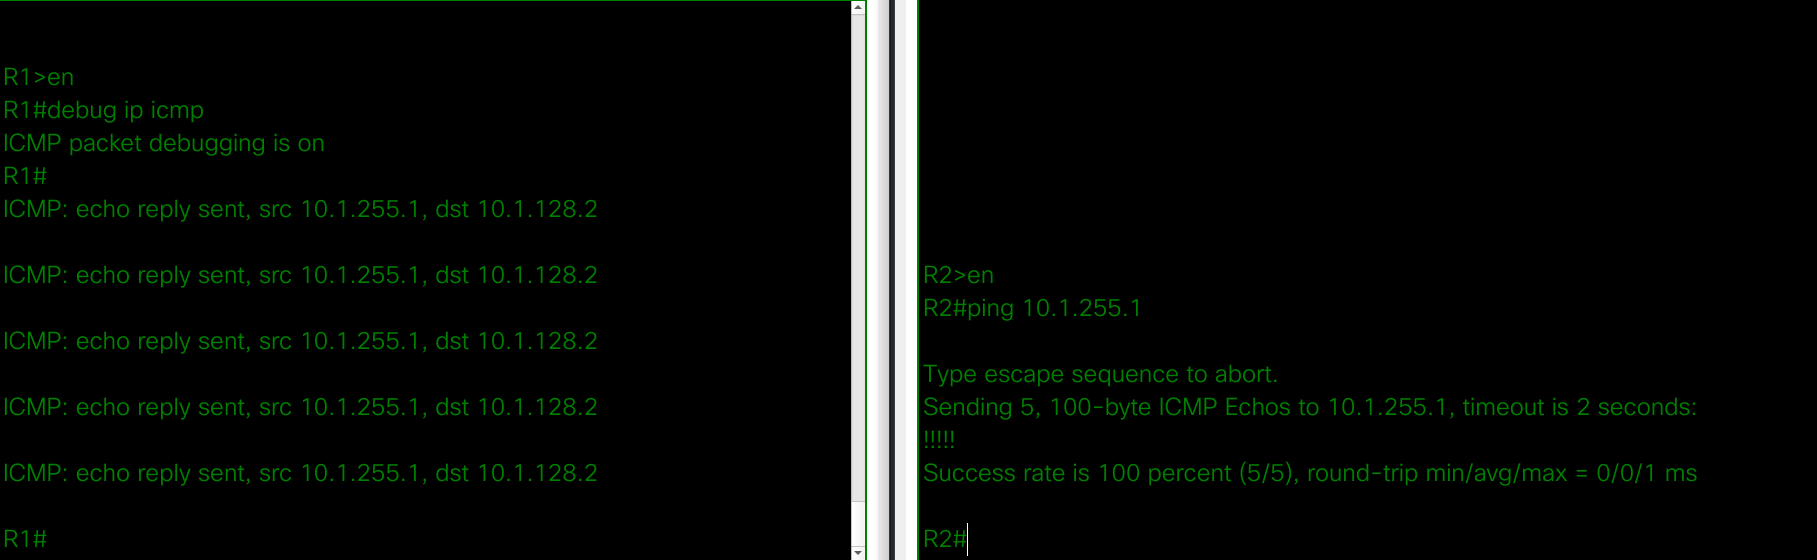 R1>en
R1#debug ip icmp
ICMP packet debugging is on
R1#
ICMP: echo reply sent, src 10.1.255.1, dst 10.1.128.2
ICMP: echo reply sent, src 10.1.255.1, dst 10.1.128.2
ICMP: echo reply sent, src 10.1.255.1, dst 10.1.128.2
ICMP: echo reply sent, src 10.1.255.1, dst 10.1.128.2
ICMP: echo reply sent, src 10.1.255.1, dst 10.1.128.2
R1#
R2>en
R2#ping 10.1.255.1
Type escape sequence to abort.
Sending 5, 100-byte ICMP Echos to 10.1.255.1, timeout is 2 seconds:
!!!!!
Success rate is 100 percent (5/5), round-trip min/avg/max = 0/0/1 ms
R2#